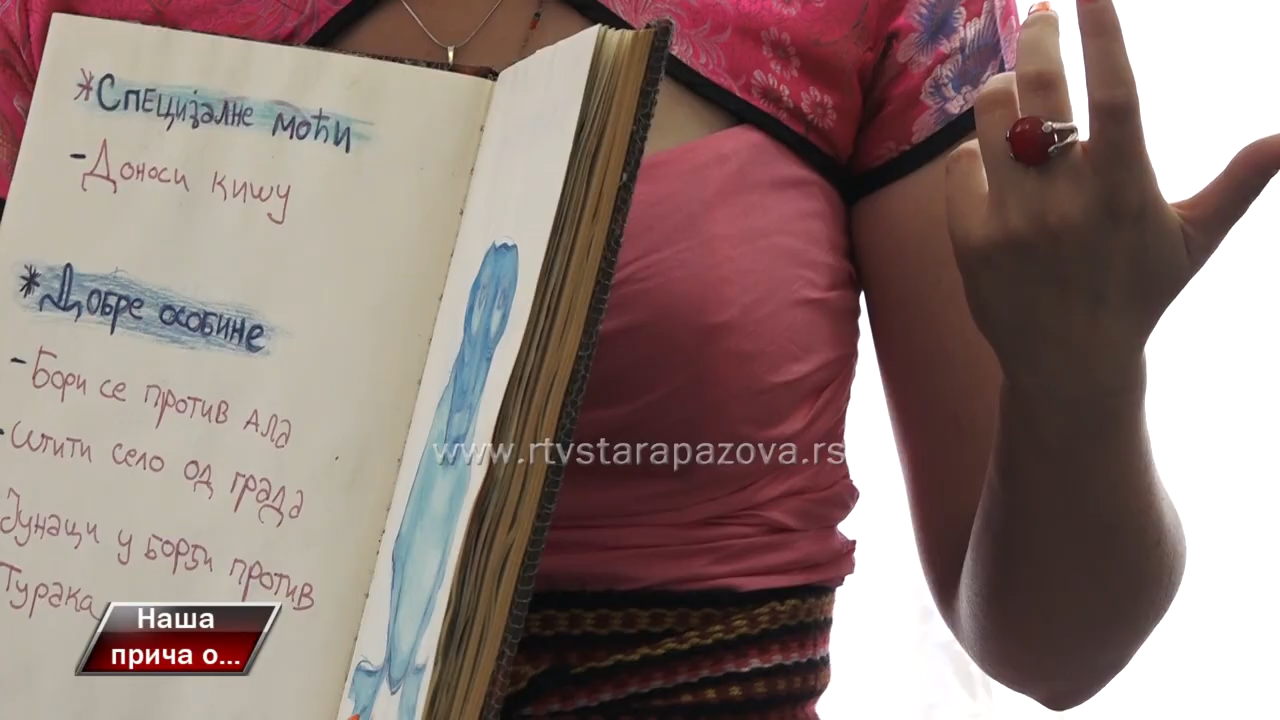 *Специјалне моћи
-Доноси кишу
*Добре особине
-Бори се против ала
-штити село од града
Јунаци у борби против
Турака
www.rtvstarapazova.rs
Наша
прича о...